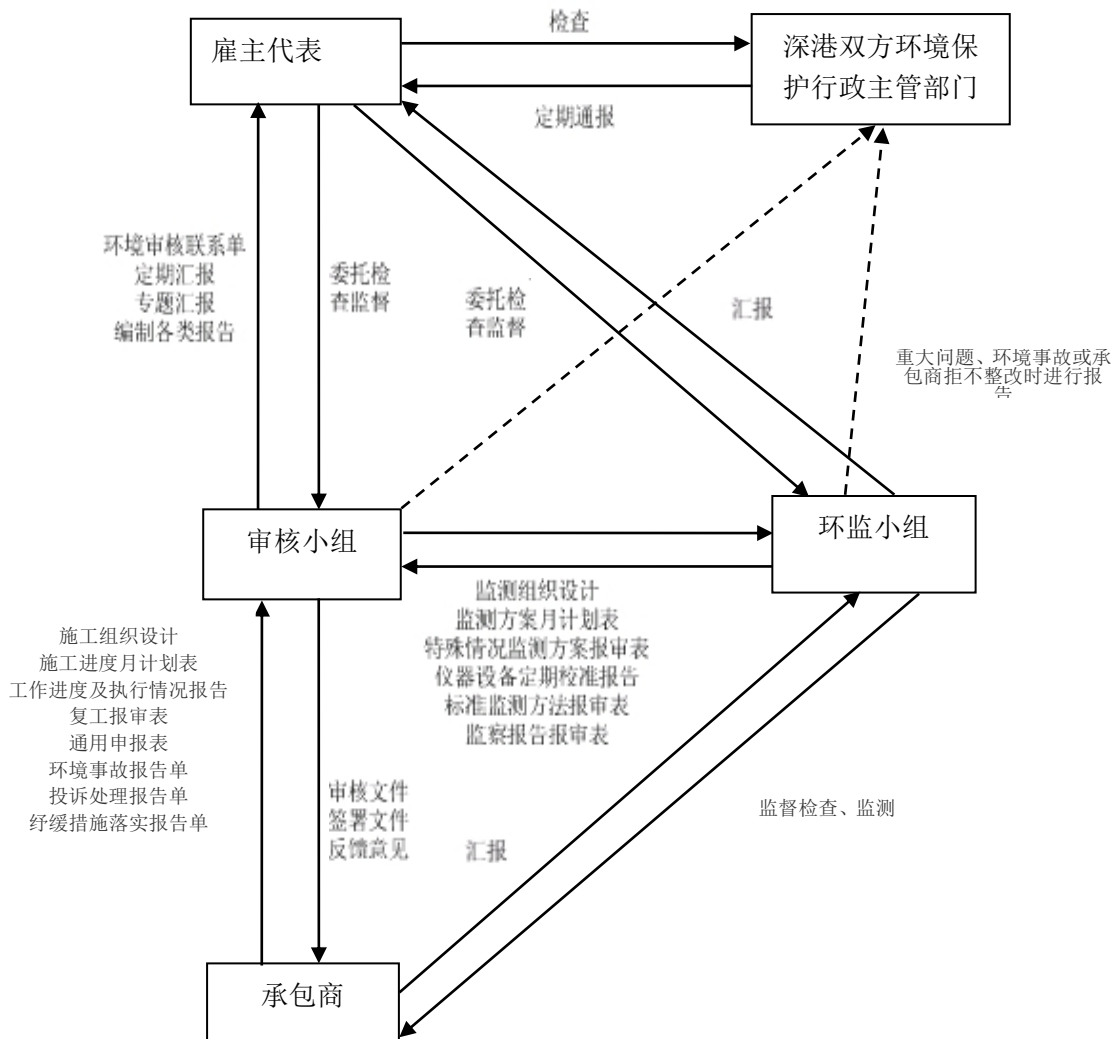 检查
雇主代表
深港双方环境保
护行政主管部门
定期通报
环境审核联系单
定期汇报
专题汇报
编制各类报告
委托检
查监督
委托检
查监督
汇报
重大问题、环境事故或承
包商拒不整改时进行报
告
审核小组
环监小组
监测组织设计
监测方案月计划表
特殊情况监测方案报审表
仪器设备定期校准报告
标准监测方法报审表
监察报告报审表
施工组织设计
施工进度月计划表
工作进度及执行情况报告
复工报审表
通用申报表
环境事故报告单
投诉处理报告单
纾缓措施落实报告单
审核文件
签署文件
反馈意见
汇报
监督检查、监测
承包商